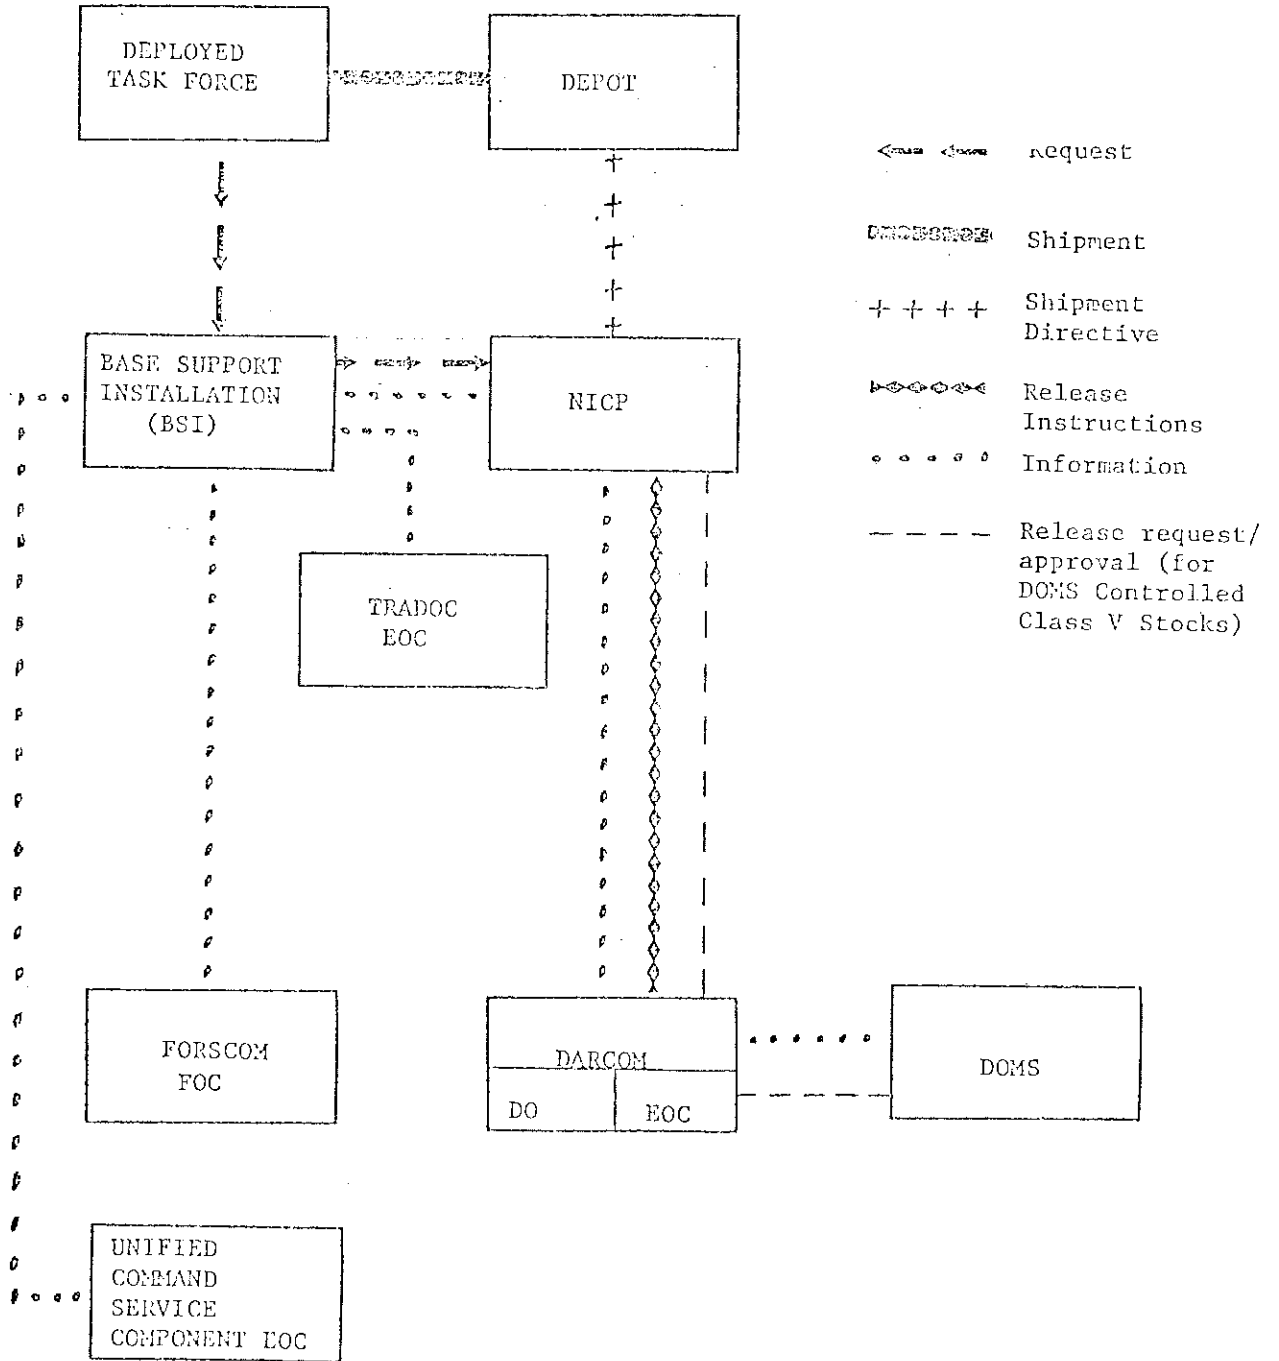 DEPLOYED
TASK FORCE
DEPOT
Request
Shipment
Shipment
Directive
Release
Instructions
Information
Release request/
approval (for
DOMS Controlled
Class V Stocks)
BASE SUPPORT
INSTALLATION
(BSI)
NICP
TRADOC
EOC
FORSCOM
FOC
DARCOM
DO
EOC
DOMS
UNIFIED
COMMAND
SERVICE
COMPONENT EOC